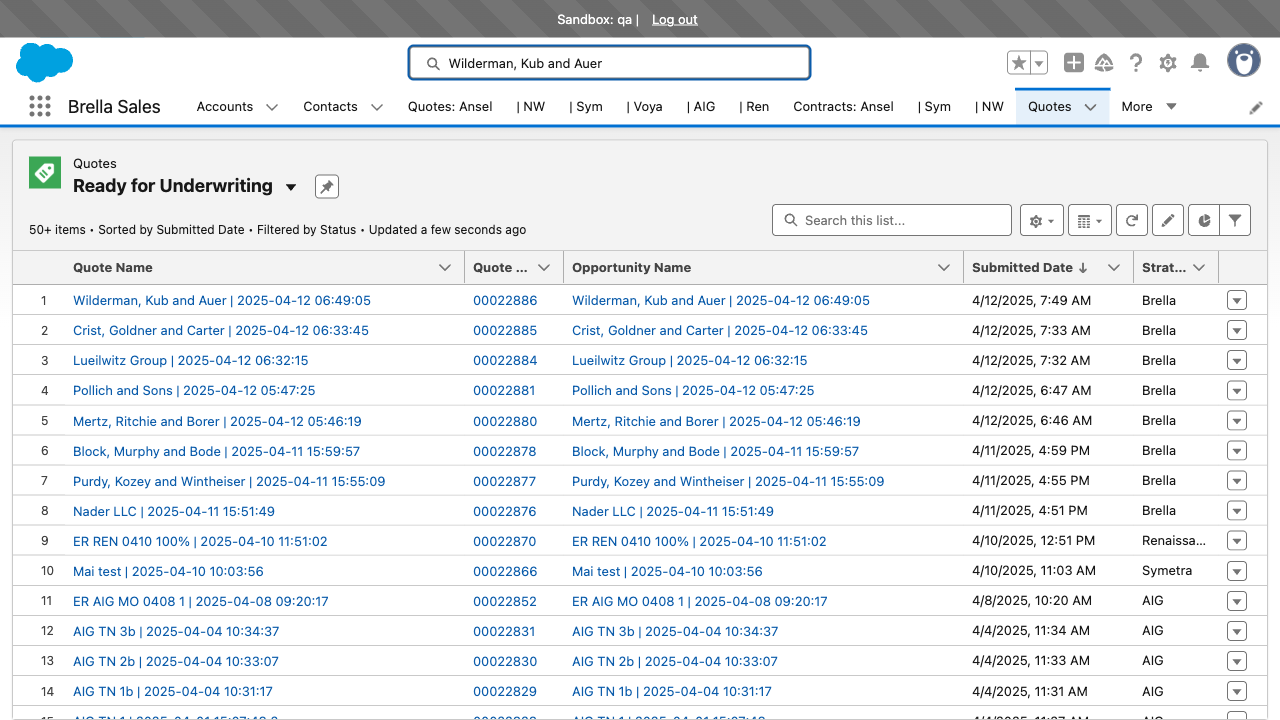 Sandbox: qa | Log out
Wilderman, Kub and Auer
Brella Sales Accounts Contacts Quotes: Ansel | NW | Sym | Voya | AIG | Ren Contracts: Ansel | Sym | NW Quotes More
Quotes
Ready for Underwriting
50+ items • Sorted by Submitted Date • Filtered by Status • Updated a few seconds ago
Search this list...
Quote Name Quote ... Opportunity Name Submitted Date Strat...
1 Wilderman, Kub and Auer | 2025-04-12 06:49:05 00022886 Wilderman, Kub and Auer | 2025-04-12 06:49:05 4/12/2025, 7:49 AM Brella
2 Crist, Goldner and Carter | 2025-04-12 06:33:45 00022885 Crist, Goldner and Carter | 2025-04-12 06:33:45 4/12/2025, 7:33 AM Brella
3 Lueilwitz Group | 2025-04-12 06:32:15 00022884 Lueilwitz Group | 2025-04-12 06:32:15 4/12/2025, 7:32 AM Brella
4 Pollich and Sons | 2025-04-12 05:47:25 00022881 Pollich and Sons | 2025-04-12 05:47:25 4/12/2025, 6:47 AM Brella
5 Mertz, Ritchie and Borer | 2025-04-12 05:46:19 00022880 Mertz, Ritchie and Borer | 2025-04-12 05:46:19 4/12/2025, 6:46 AM Brella
6 Block, Murphy and Bode | 2025-04-11 15:59:57 00022878 Block, Murphy and Bode | 2025-04-11 15:59:57 4/11/2025, 4:59 PM Brella
7 Purdy, Kozey and Wintheiser | 2025-04-11 15:55:09 00022877 Purdy, Kozey and Wintheiser | 2025-04-11 15:55:09 4/11/2025, 4:55 PM Brella
8 Nader LLC | 2025-04-11 15:51:49 00022876 Nader LLC | 2025-04-11 15:51:49 4/11/2025, 4:51 PM Brella
9 ER REN 0410 100% | 2025-04-10 11:51:02 00022870 ER REN 0410 100% | 2025-04-10 11:51:02 4/10/2025, 12:51 PM Renaissa...
10 Mai test | 2025-04-10 10:03:56 00022866 Mai test | 2025-04-10 10:03:56 4/10/2025, 11:03 AM Symetra
11 ER AIG MO 0408 1 | 2025-04-08 09:20:17 00022852 ER AIG MO 0408 1 | 2025-04-08 09:20:17 4/8/2025, 10:20 AM AIG
12 AIG TN 3b | 2025-04-04 10:34:37 00022831 AIG TN 3b | 2025-04-04 10:34:37 4/4/2025, 11:34 AM AIG
13 AIG TN 2b | 2025-04-04 10:33:07 00022830 AIG TN 2b | 2025-04-04 10:33:07 4/4/2025, 11:33 AM AIG
14 AIG TN 1b | 2025-04-04 10:31:17 00022829 AIG TN 1b | 2025-04-04 10:31:17 4/4/2025, 11:31 AM AIG